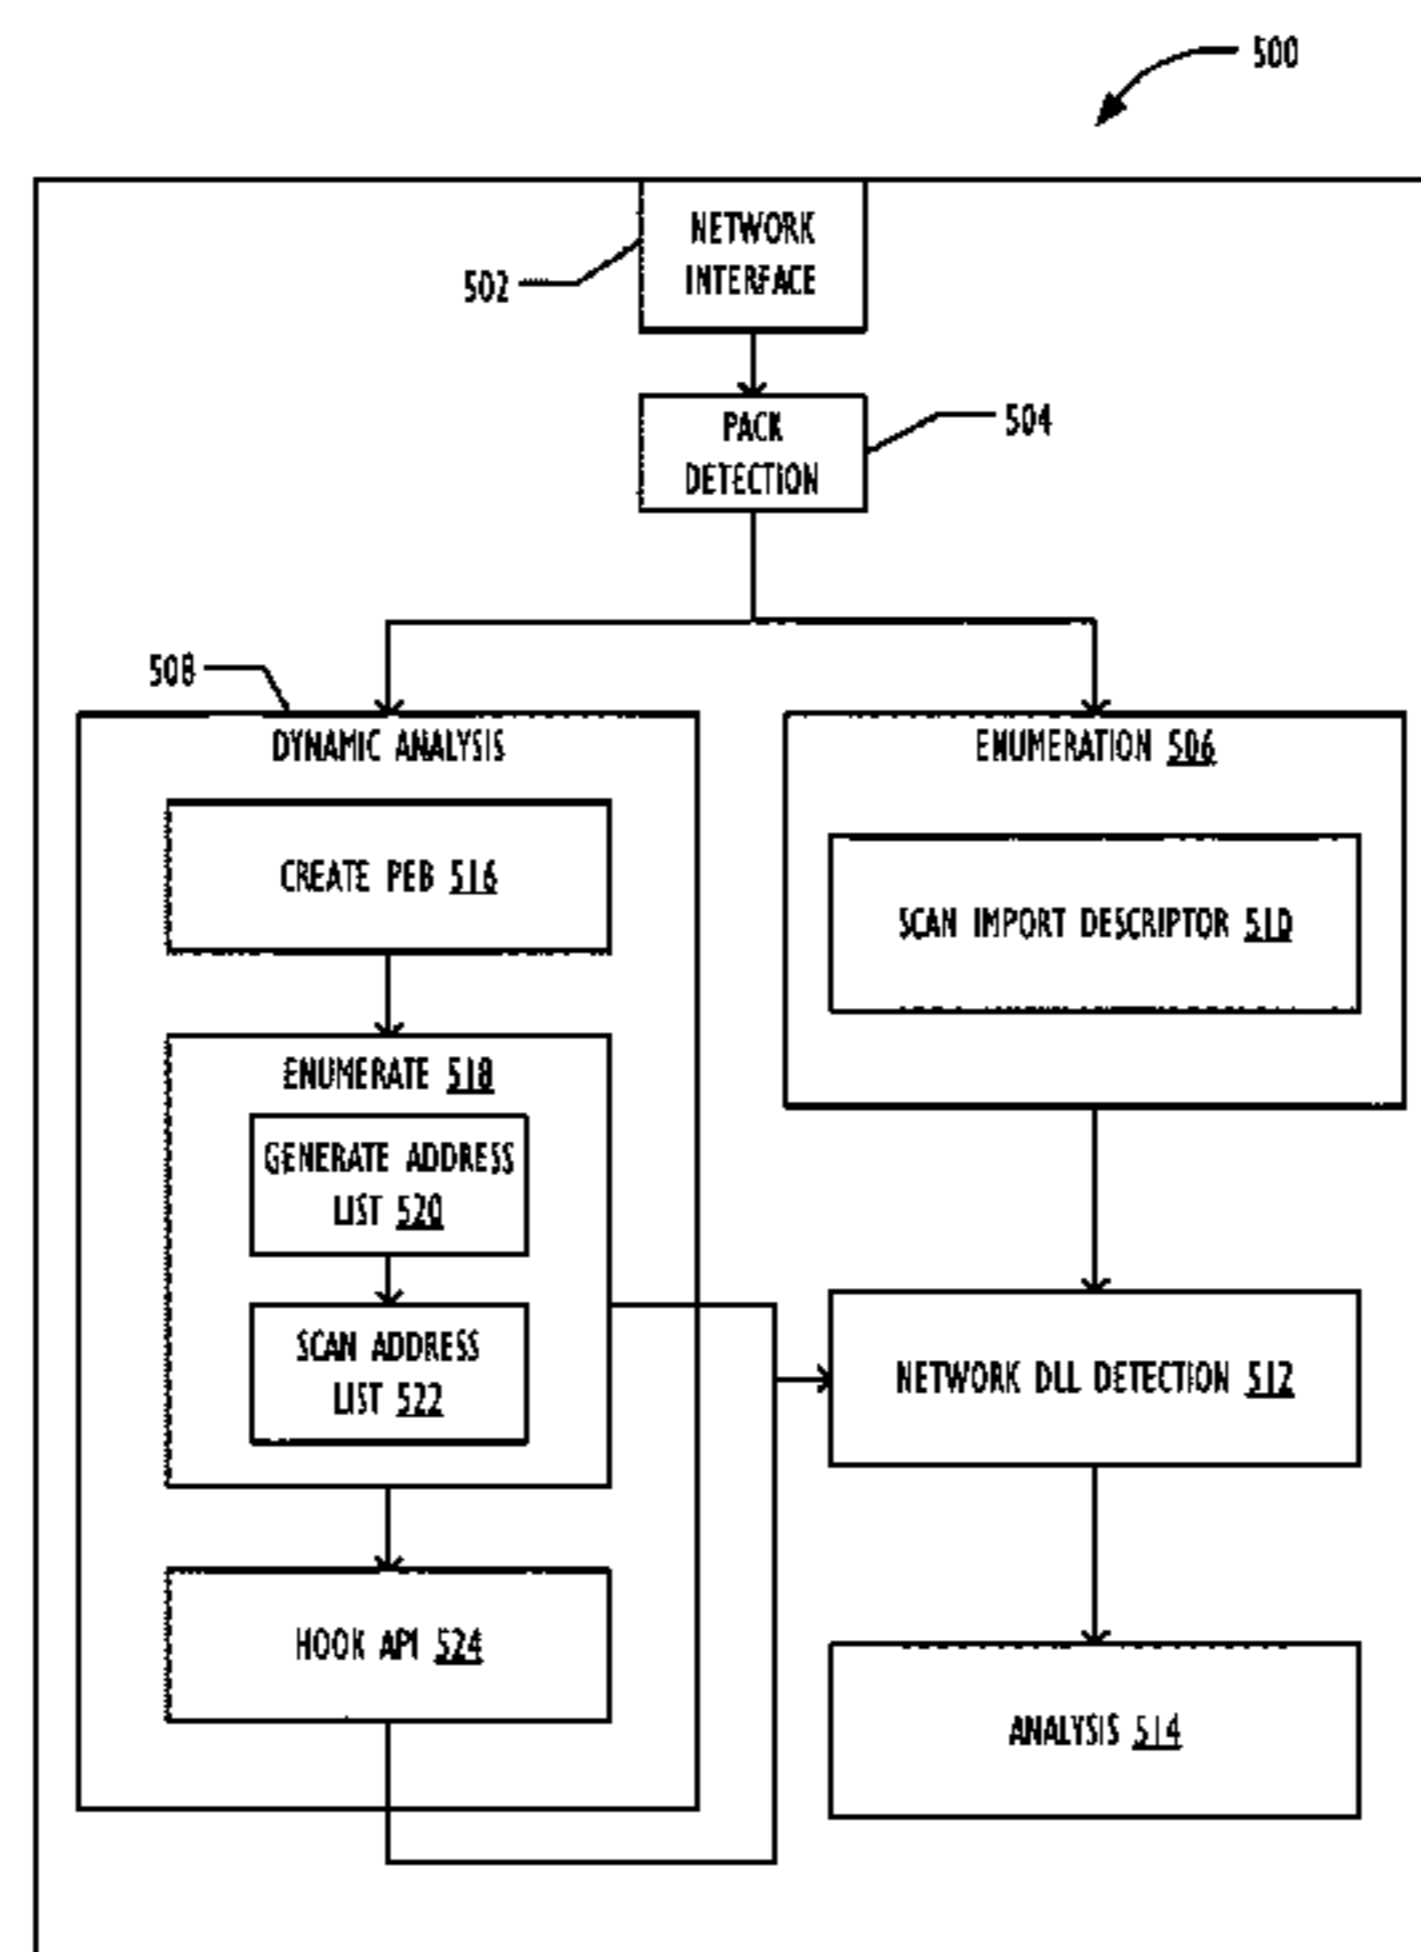 500
NETWORK
INTERFACE
502
PACK
DETECTION
504
508
DYNAMIC ANALYSIS
CREATE PEB 516
ENUMERATE 518
GENERATE ADDRESS
LIST 520
SCAN ADDRESS
LIST 522
HOOK API 524
ENUMERATION 506
SCAN IMPORT DESCRIPTOR 510
NETWORK DLL DETECTION 512
ANALYSIS 514